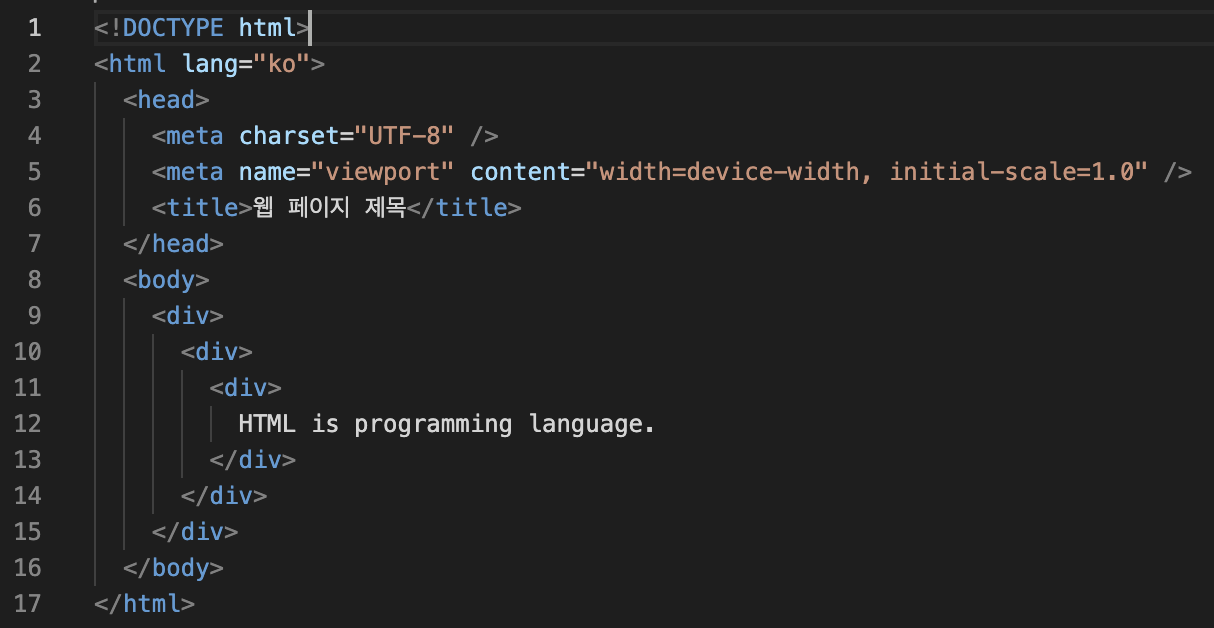 1 <!DOCTYPE html>
2 <html lang="ko">
3 <head>
4 <meta charset="UTF-8" />
5 <meta name="viewport" content="width=device-width, initial-scale=1.0" />
6 <title>웹 페이지 제목</title>
7 </head>
8 <body>
9 <div>
10 <div>
11 <div>
12 HTML is programming language.
13 </div>
14 </div>
15 </div>
16 </body>
17 </html>